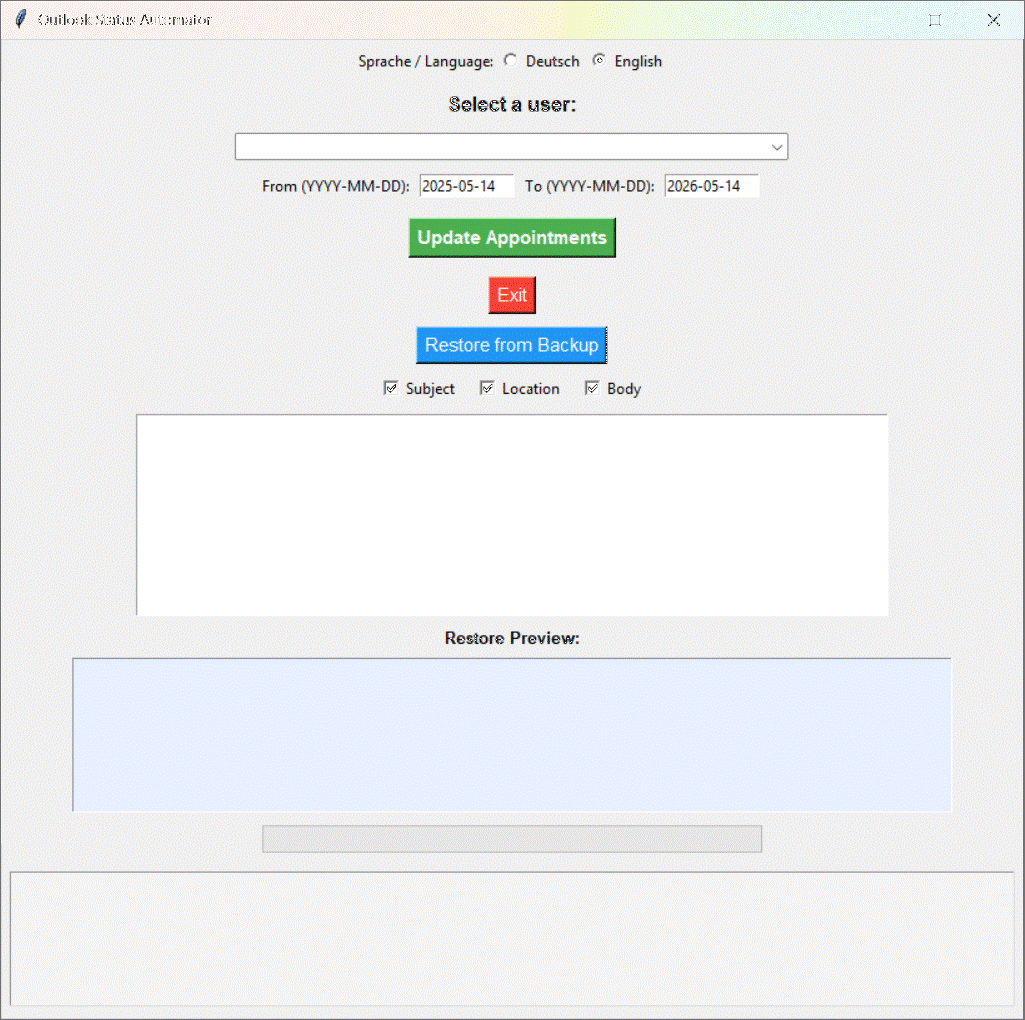 Outlook Status Automator
Sprache / Language: Deutsch English
Select a user:
From (YYYY-MM-DD): 2025-05-14 To (YYYY-MM-DD): 2026-05-14
Update Appointments
Exit
Restore from Backup
Subject Location Body
Restore Preview: